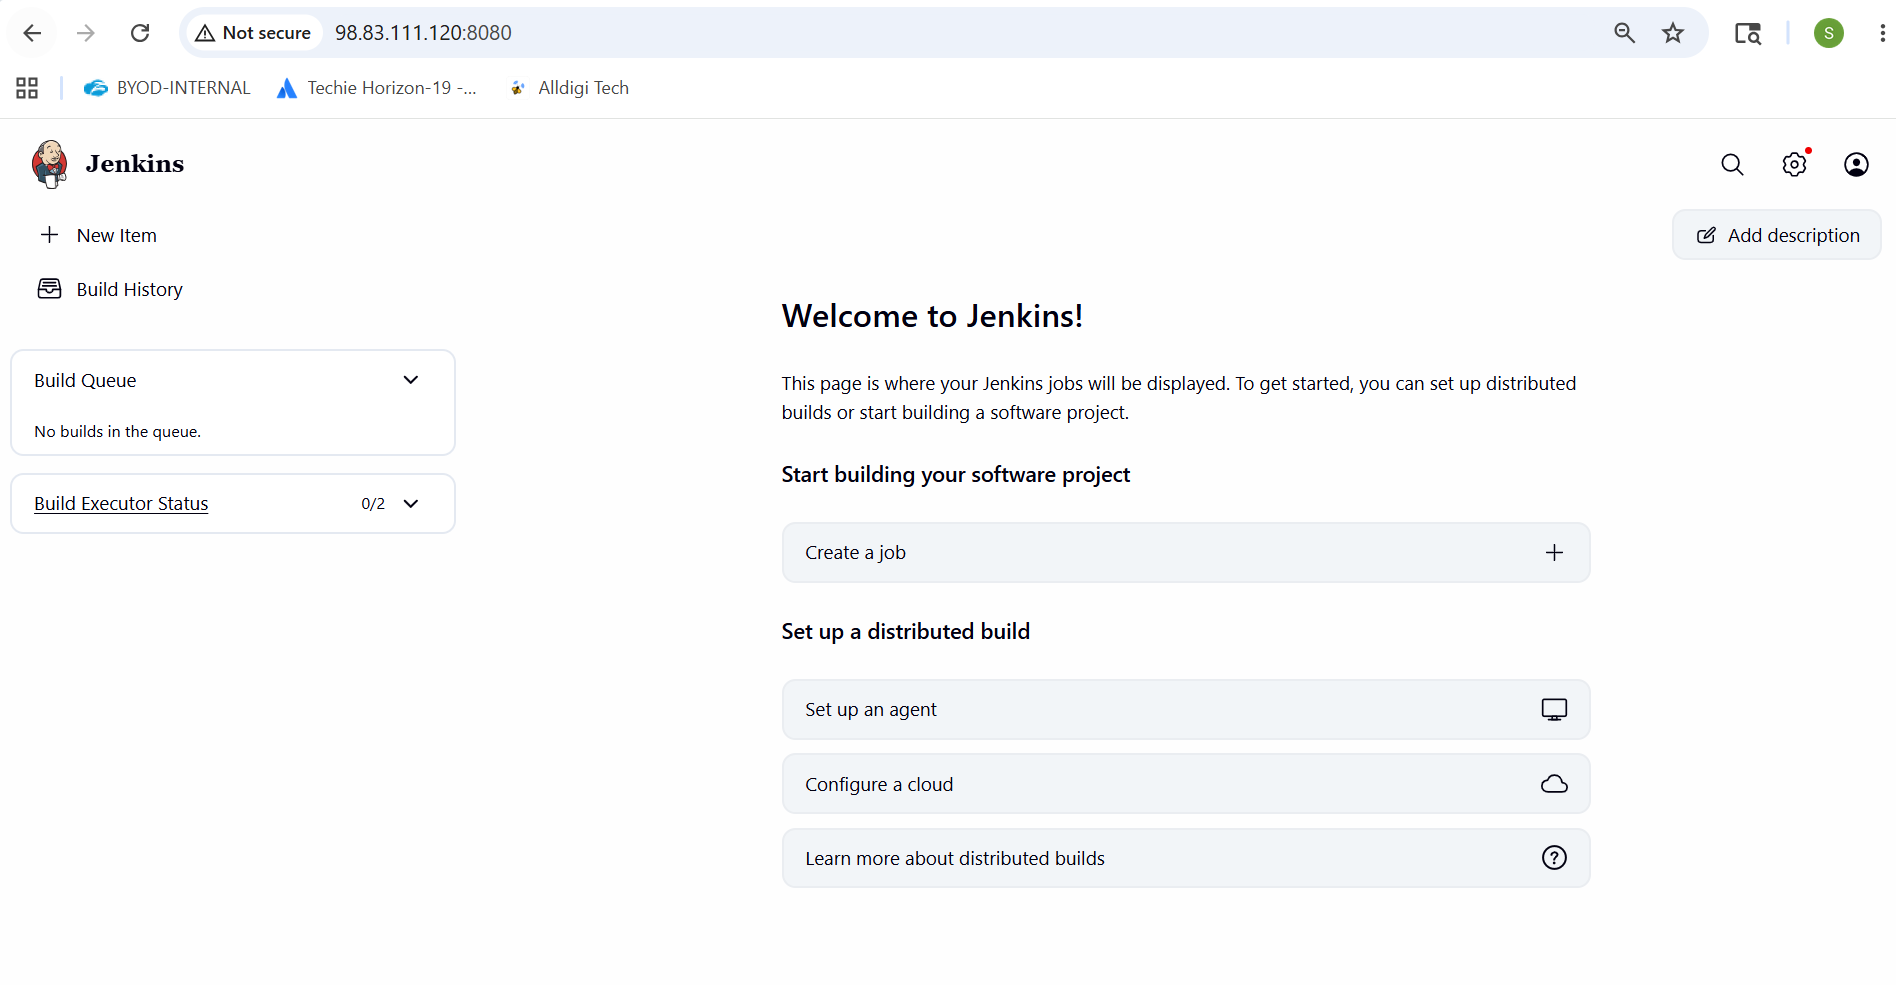 Not secure
98.83.111.120:8080
S
BYOD-INTERNAL
Techie Horizon-19 -...
Alldigi Tech
Jenkins
New Item
Build History
Add description
Build Queue
No builds in the queue.
Build Executor Status
0/2
Welcome to Jenkins!
This page is where your Jenkins jobs will be displayed. To get started, you can set up distributed
builds or start building a software project.
Start building your software project
Create a job
Set up a distributed build
Set up an agent
Configure a cloud
Learn more about distributed builds